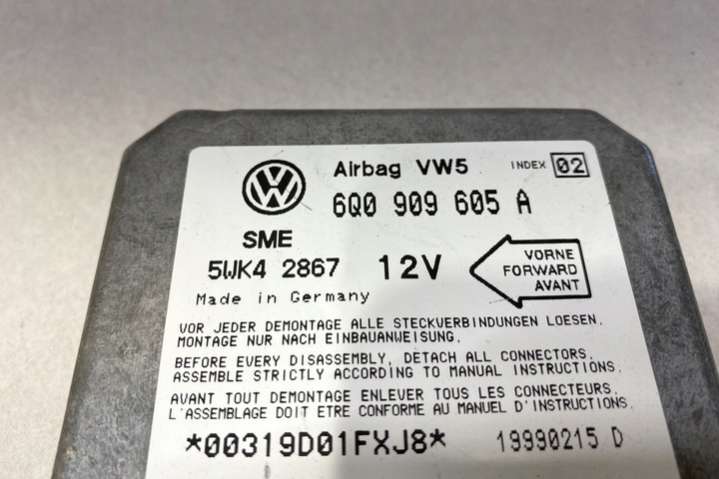 Airbag VW5 INDEX 02
6Q0 909 605 A
SME
5WK4 2867 12V
VORNE
FORWARD
AVANT
Made in Germany
VOR JEDER DEMONTAGE ALLE STECKVERBINDUNGEN LOESEN.
MONTAGE NUR NACH EINBAUANWEISUNG.
BEFORE EVERY DISASSEMBLY, DETACH ALL CONNECTORS.
ASSEMBLE STRICTLY ACCORDING TO MANUAL INSTRUCTIONS.
AVANT TOUT DEMONTAGE ENLEVER TOUS LES CONNECTEURS.
L'ASSEMBLAGE DOIT ETRE CONFORME AU MANUEL D'INSTRUCTIONS.
*00319D01FXJ8* 19990215 D